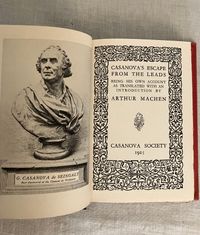 G. CASANOVA de SEINGALT
CASANOVA'S ESCAPE
FROM THE LEADS
BEING HIS OWN ACCOUNT
AS TRANSLATED WITH AN
INTRODUCTION BY
ARTHUR MACHEN
CASANOVA SOCIETY
1925